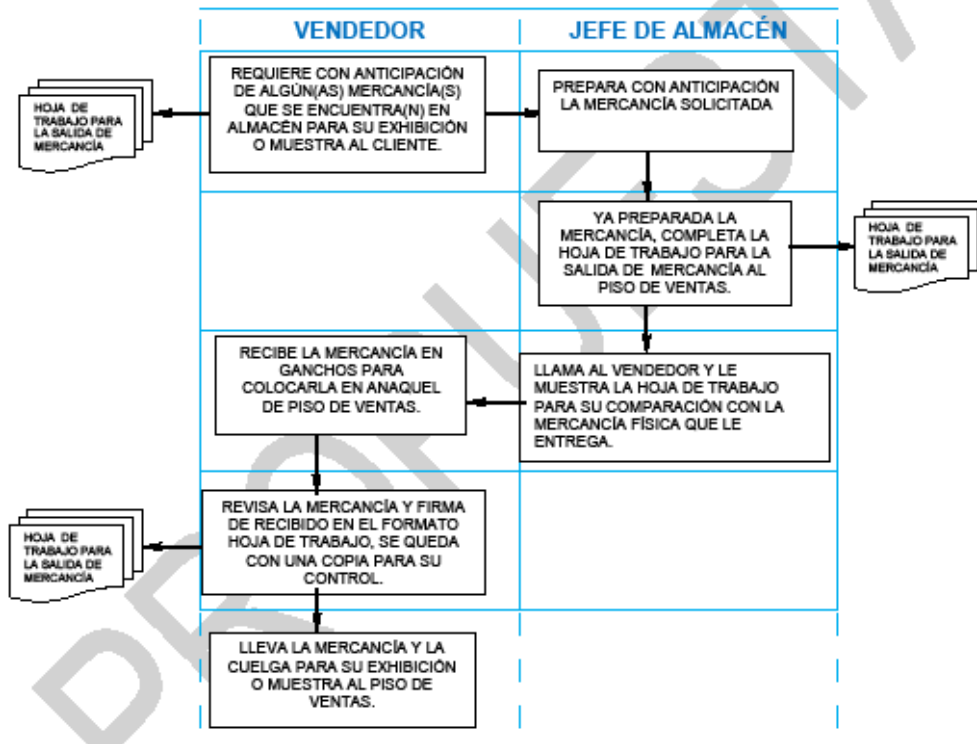 VENDEDOR
JEFE DE ALMACÉN
HOJA DE
TRABAJO PARA
LA SALIDA DE
MERCANCÍA
REQUIERE CON ANTICIPACIÓN
DE ALGÚN(AS) MERCANCÍA(S)
QUE SE ENCUENTRA(N) EN
ALMACÉN PARA SU EXHIBICIÓN
O MUESTRA AL CLIENTE.
PREPARA CON ANTICIPACIÓN
LA MERCANCÍA SOLICITADA
YA PREPARADA LA
MERCANCÍA, COMPLETA LA
HOJA DE TRABAJO PARA LA
SALIDA DE MERCANCÍA AL
PISO DE VENTAS.
HOJA DE
TRABAJO PARA
LA SALIDA DE
MERCANCÍA
LLAMA AL VENDEDOR Y LE
MUESTRA LA HOJA DE TRABAJO
PARA SU COMPARACIÓN CON LA
MERCANCÍA FÍSICA QUE LE
ENTREGA.
RECIBE LA MERCANCÍA EN
GANCHOS PARA
COLOCARLA EN ANAQUEL
DE PISO DE VENTAS.
REVISA LA MERCANCÍA Y FIRMA
DE RECIBIDO EN EL FORMATO
HOJA DE TRABAJO, SE QUEDA
CON UNA COPIA PARA SU
CONTROL.
HOJA DE
TRABAJO PARA
LA SALIDA DE
MERCANCÍA
LLEVA LA MERCANCÍA Y LA
CUELGA PARA SU EXHIBICIÓN
O MUESTRA AL PISO DE
VENTAS.
PROPUESTA